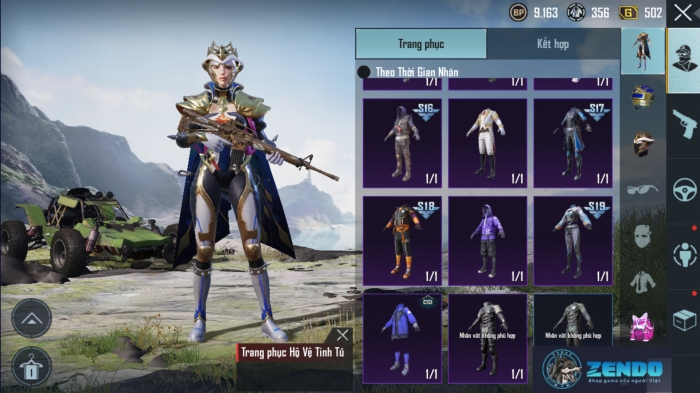 BP 9.163 356 G 502
Trang phục
Kết hợp
Theo Thời Gian Nhận
S16
1/1
1/1
S17
1/1
S18
1/1
1/1
S19
1/1
1/1
Nhân vật không phù hợp
1/1
Nhân vật không phù hợp
Trang phục Hộ Vệ Tinh Tú
ZENDO
Shop game của người Việt